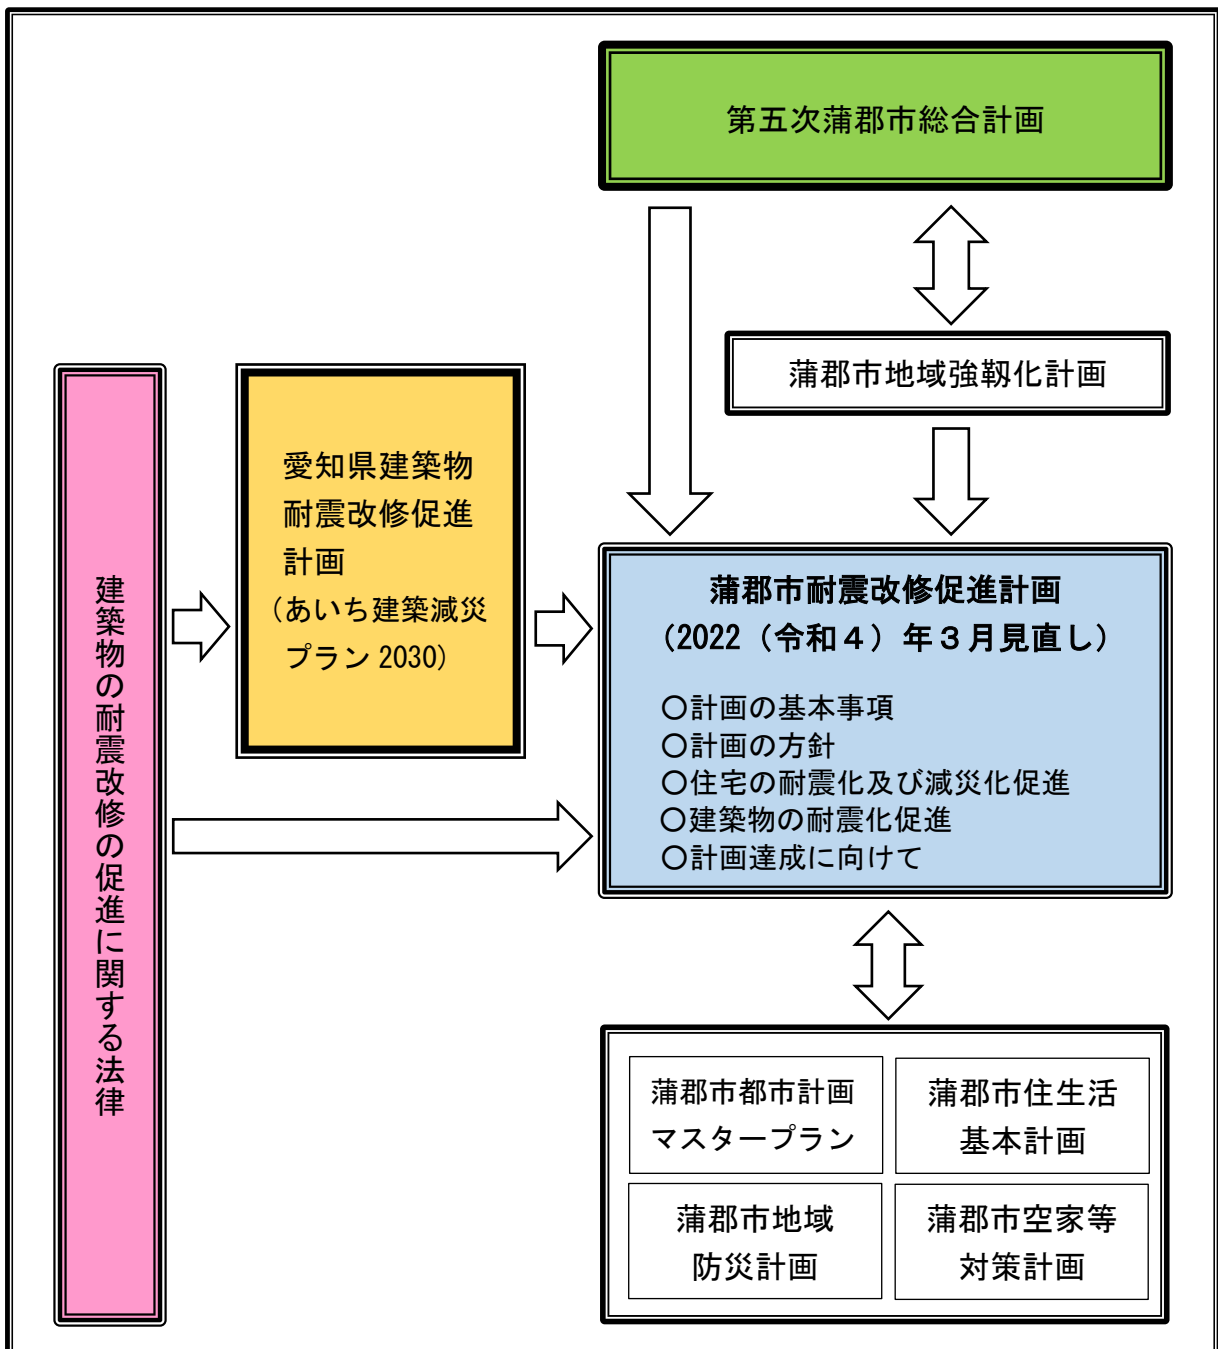 第五次蒲郡市総合計画
蒲郡市地域強靱化計画
建築物の耐震改修の促進に関する法律
愛知県建築物
耐震改修促進
計画
(あいち建築減災
プラン 2030)
蒲郡市耐震改修促進計画
(2022（令和４）年３月見直し)
〇計画の基本事項
〇計画の方針
〇住宅の耐震化及び減災化促進
〇建築物の耐震化促進
〇計画達成に向けて
蒲郡市都市計画
マスタープラン
蒲郡市住生活
基本計画
蒲郡市地域
防災計画
蒲郡市空家等
対策計画